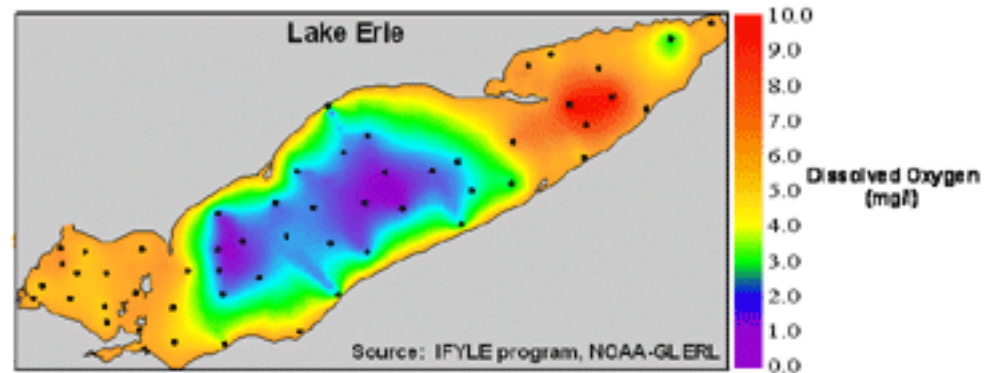 Lake Erie
10.0
9.0
8.0
7.0
6.0
5.0
4.0
3.0
2.0
1.0
0.0
Dissolved Oxygen
(mg/l)
Source: IFYLE program, NOAA-GLERL